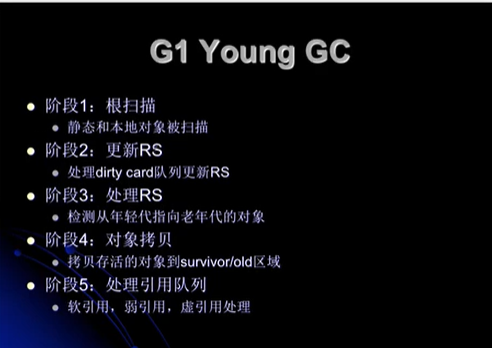 G1 Young GC
阶段1：根扫描
静态和本地对象被扫描
阶段2：更新RS
处理dirty card队列更新RS
阶段3：处理RS
检测从年轻代指向老年代的对象
阶段4：对象拷贝
拷贝存活的对象到survivor/old区域
阶段5：处理引用队列
软引用，弱引用，虚引用处理